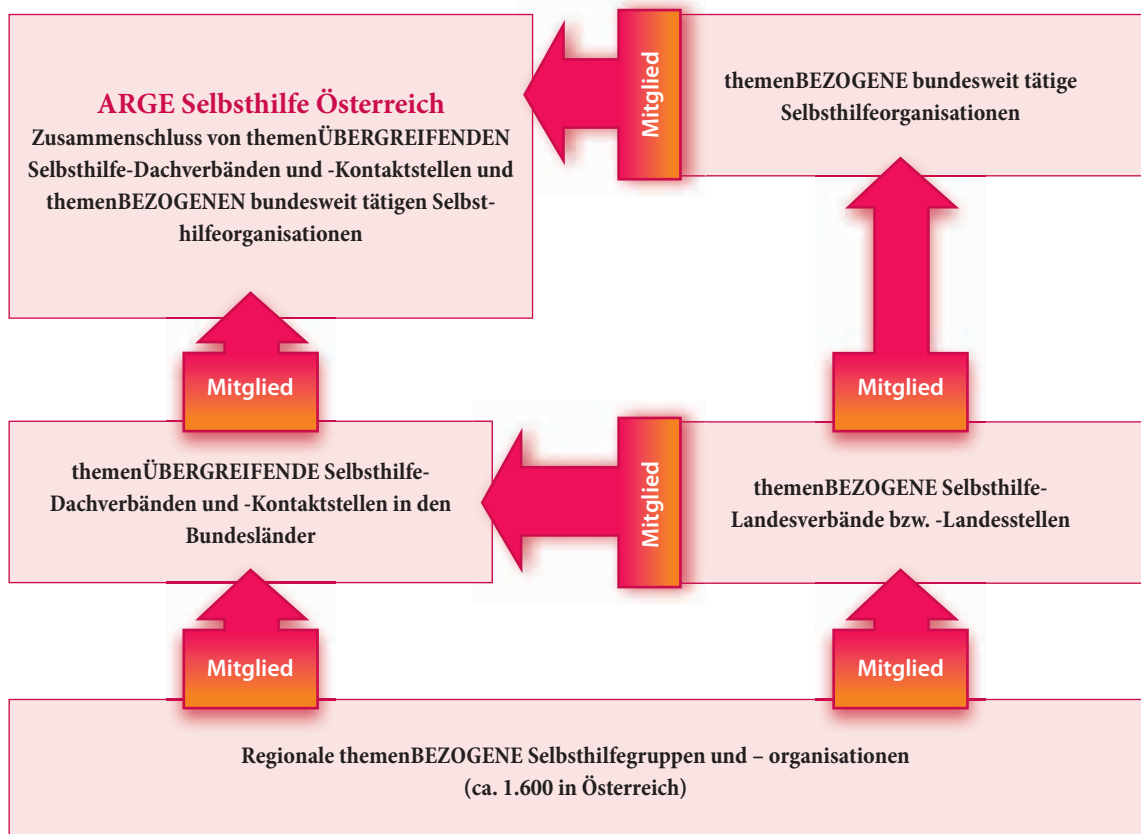 ARGE Selbsthilfe Österreich
Zusammenschluss von themenÜBERGREIFENDEN
Selbsthilfe-Dachverbänden und -Kontaktstellen und
themenBEZOGENEN bundesweit tätigen Selbst-
hilfeorganisationen
Mitglied
themenBEZOGENE bundesweit tätige
Selbsthilfeorganisationen
Mitglied
Mitglied
themenÜBERGREIFENDE Selbsthilfe-
Dachverbänden und -Kontaktstellen in den
Bundesländer
Mitglied
themenBEZOGENE Selbsthilfe-
Landesverbände bzw. -Landesstellen
Mitglied
Mitglied
Regionale themenBEZOGENE Selbsthilfegruppen und – organisationen
(ca. 1.600 in Österreich)